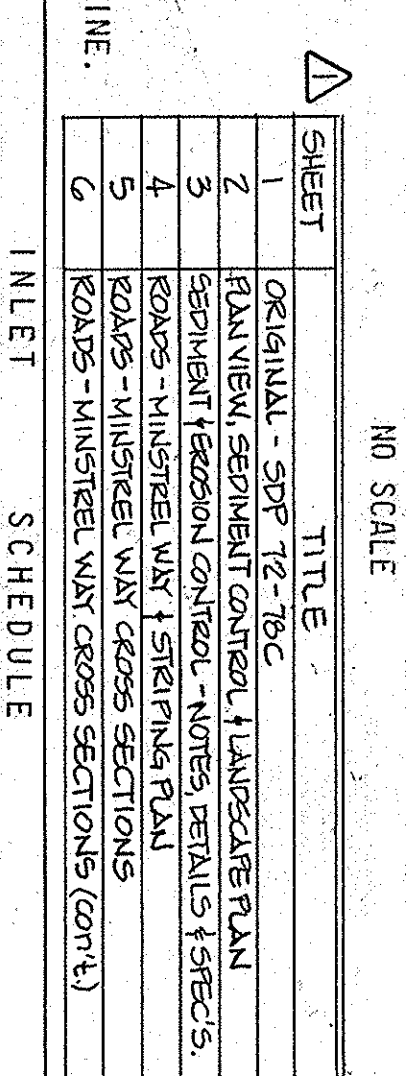 NO SCALE
1
SHEET TITLE
1 ORIGINAL - SDP 72-78C
2 PLAN VIEW, SEDIMENT CONTROL & LANDSCAPE PLAN
3 SEDIMENT & EROSION CONTROL - NOTES, DETAILS & SPEC'S.
4 ROADS - MINSTREL WAY & STRIPING PLAN
5 ROADS - MINSTREL WAY CROSS SECTIONS
6 ROADS - MINSTREL WAY CROSS SECTIONS (con't.)
INE.
INLET SCHEDULE